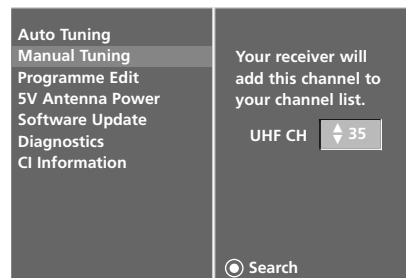 Auto Tuning
Manual Tuning
Programme Edit
5V Antenna Power
Software Update
Diagnostics
CI Information
Your receiver will
add this channel to
your channel list.
UHF CH 35
Search